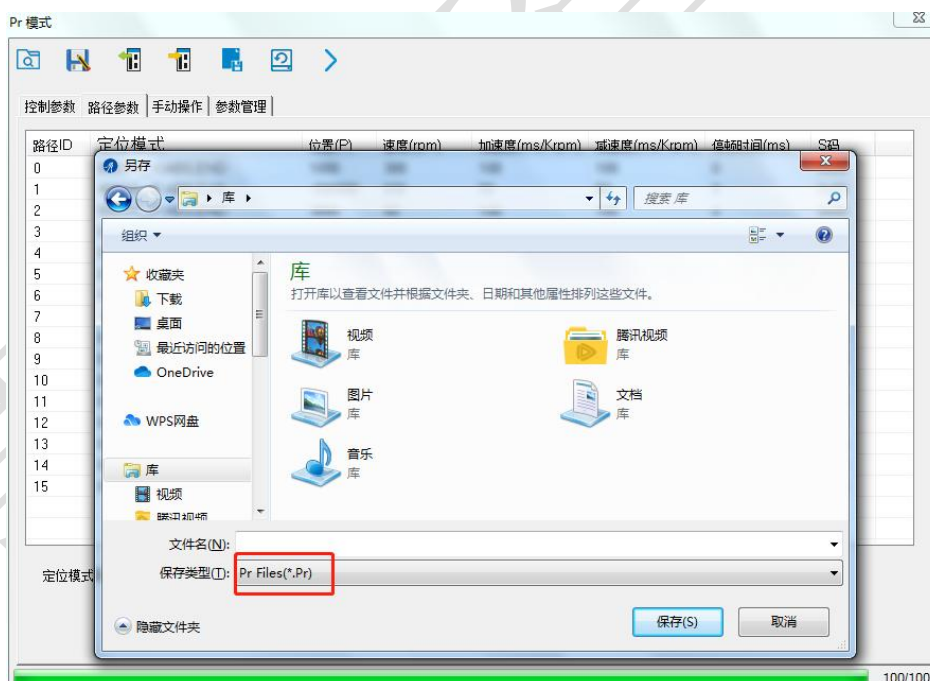 Pr 模式
控制参数 路径参数 手动操作 参数管理
路径ID 定位模式 位置(P) 速度(rpm) 加速度(ms/Krpm) 减速度(ms/Krpm) 停顿时间(ms) S码
0
1
2
3
4
5
6
7
8
9
10
11
12
13
14
15
另存
库
搜索 库
组织
收藏夹
下载
桌面
最近访问的位置
OneDrive
WPS网盘
库
视频
腾讯视频
库
打开库以查看文件并根据文件夹、日期和其他属性排列这些文件。
视频
库
腾讯视频
库
图片
库
文档
库
音乐
库
文件名(N):
保存类型(T): Pr Files(*.Pr)
定位模式
隐藏文件夹
保存(S) 取消
100/100